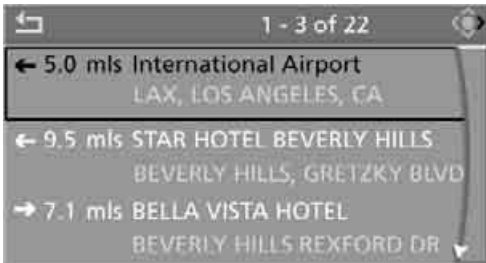 1 - 3 of 22
← 5.0 mls International Airport
LAX, LOS ANGELES, CA
← 9.5 mls STAR HOTEL BEVERLY HILLS
BEVERLY HILLS, GRETZKY BLVD
→ 7.1 mls BELLA VISTA HOTEL
BEVERLY HILLS REXFORD DR